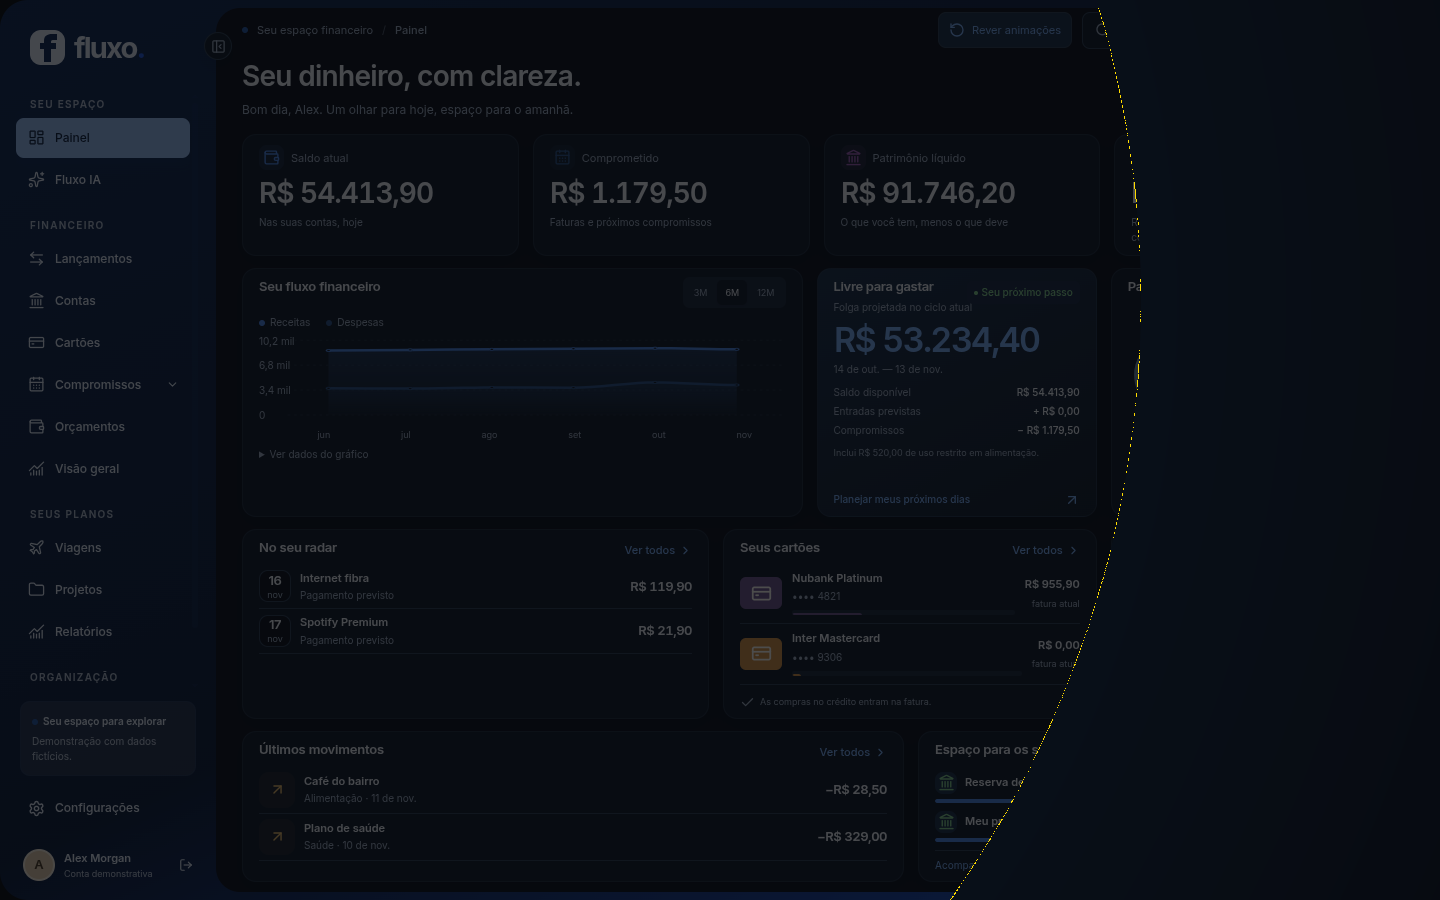 fluxo.
SEU ESPAÇO
Painel
Fluxo IA
FINANCEIRO
Lançamentos
Contas
Cartões
Compromissos
Orçamentos
Visão geral
SEUS PLANOS
Viagens
Projetos
Relatórios
ORGANIZAÇÃO
Seu espaço para explorar
Demonstração com dados
fictícios.
Configurações
A
Alex Morgan
Conta demonstrativa
Seu espaço financeiro / Painel
Rever animações
Seu dinheiro, com clareza.
Bom dia, Alex. Um olhar para hoje, espaço para o amanhã.
Saldo atual
R$ 54.413,90
Nas suas contas, hoje
Comprometido
R$ 1.179,50
Faturas e próximos compromissos
Patrimônio líquido
R$ 91.746,20
O que você tem, menos o que deve
Seu fluxo financeiro
3M 6M 12M
Receitas Despesas
10,2 mil
6,8 mil
3,4 mil
0
jun jul ago set out nov
Ver dados do gráfico
Livre para gastar
• Seu próximo passo
Folga projetada no ciclo atual
R$ 53.234,40
14 de out. — 13 de nov.
Saldo disponível R$ 54.413,90
Entradas previstas + R$ 0,00
Compromissos − R$ 1.179,50
Inclui R$ 520,00 de uso restrito em alimentação.
Planejar meus próximos dias
No seu radar
Ver todos
16 nov
Internet fibra
Pagamento previsto
R$ 119,90
17 nov
Spotify Premium
Pagamento previsto
R$ 21,90
Seus cartões
Ver todos
Nubank Platinum
•••• 4821
R$ 955,90
fatura atual
Inter Mastercard
•••• 9306
R$ 0,00
fatura atu
As compras no crédito entram na fatura.
Últimos movimentos
Ver todos
Café do bairro
Alimentação · 11 de nov.
−R$ 28,50
Plano de saúde
Saúde · 10 de nov.
−R$ 329,00
Espaço para os s
Reserva de
Meu p
Acomp